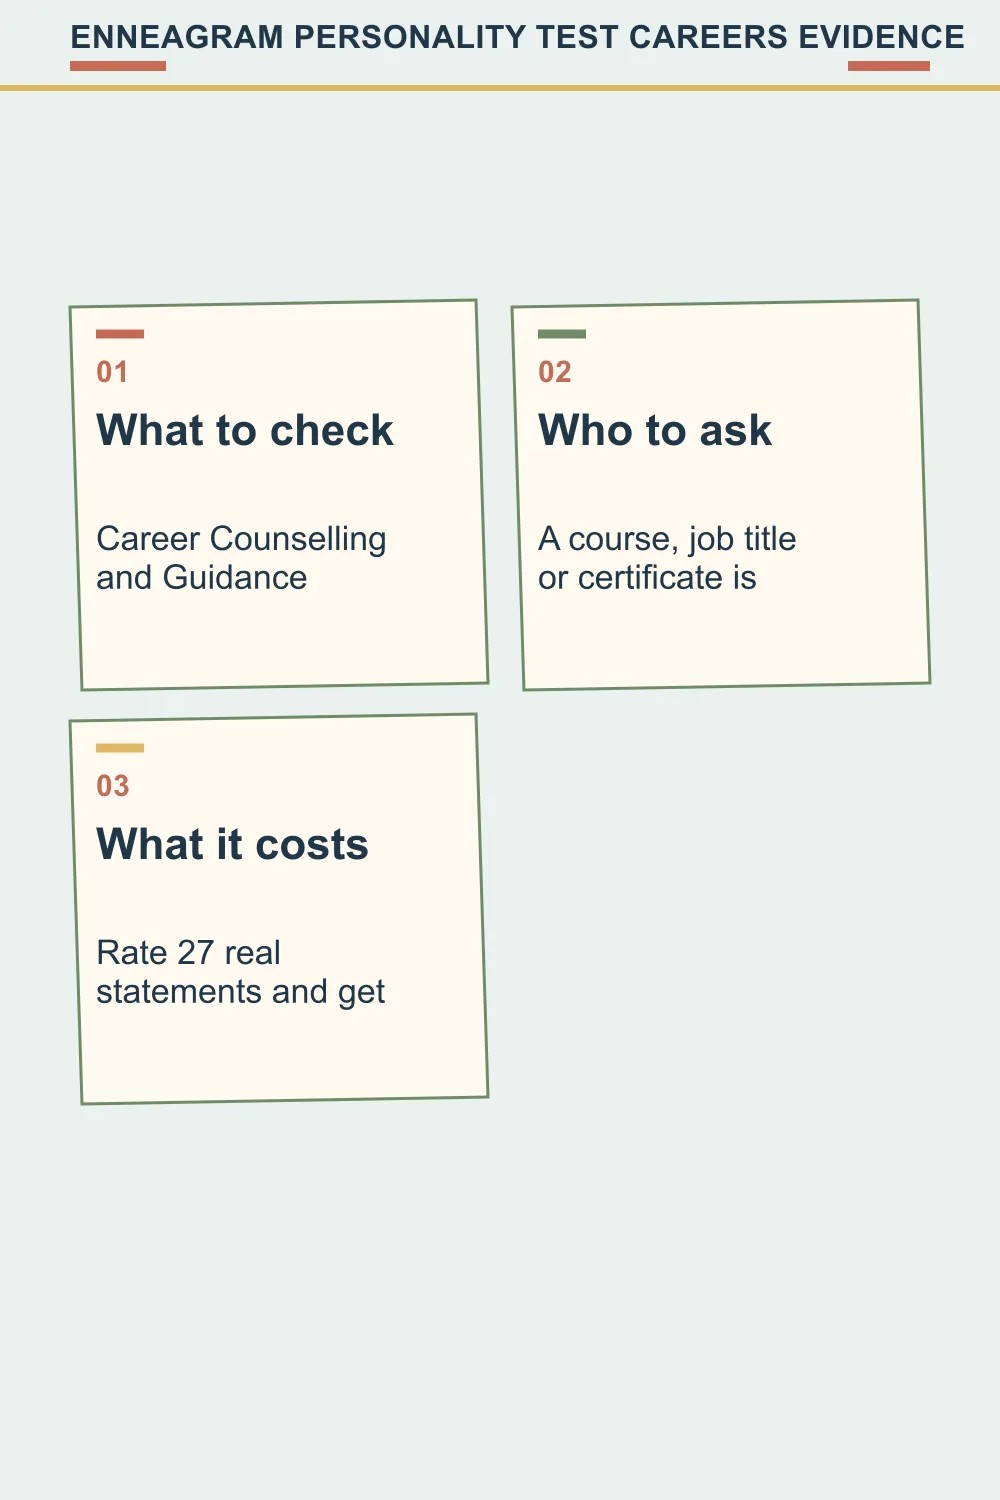 ENNEAGRAM PERSONALITY TEST CAREERS EVIDENCE
01
What to check
Career Counselling
and Guidance
02
Who to ask
A course, job title
or certificate is
03
What it costs
Rate 27 real
statements and get